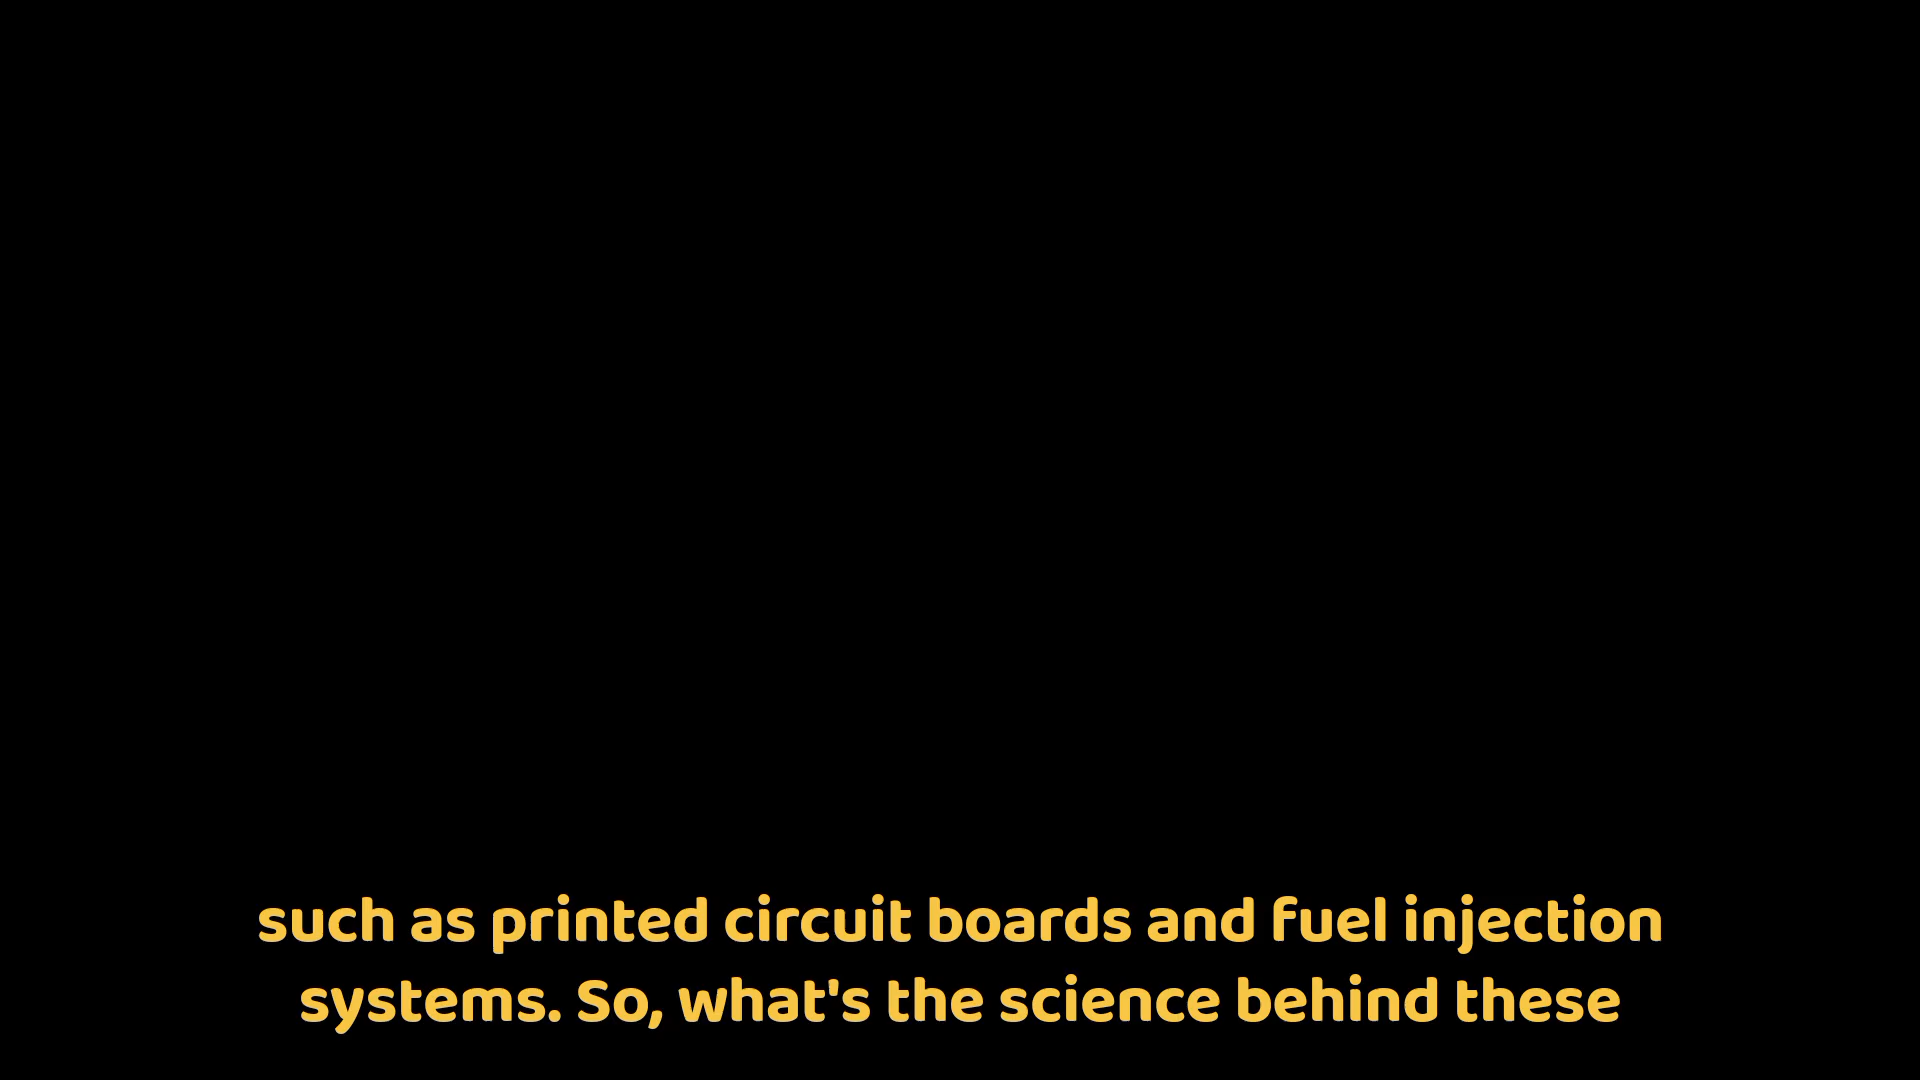 such as printed circuit boards and fuel injection
systems. So, what's the science behind these